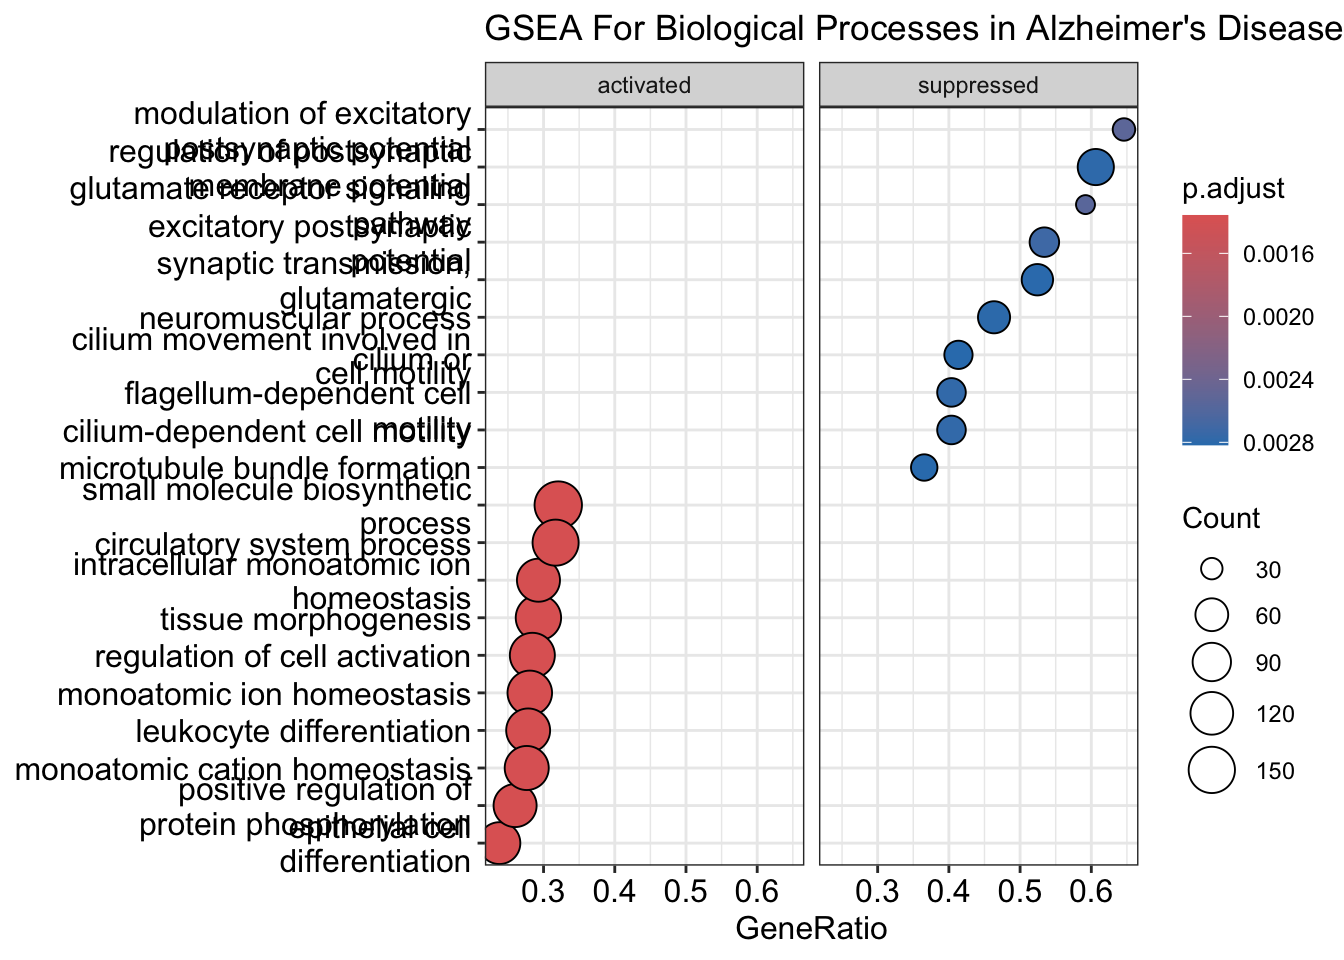 GSEA For Biological Processes in Alzheimer's Disease
activated
suppressed
modulation of excitatory
postsynaptic potential
regulation of postsynaptic
membrane potential
glutamate receptor signaling
pathway
excitatory postsynaptic
potential
synaptic transmission,
glutamatergic
neuromuscular process
cilium movement involved in
cell motility
cilium or
flagellum-dependent cell
motility
cilium-dependent cell motility
microtubule bundle formation
small molecule biosynthetic
process
circulatory system process
intracellular monoatomic ion
homeostasis
tissue morphogenesis
regulation of cell activation
monoatomic ion homeostasis
leukocyte differentiation
monoatomic cation homeostasis
positive regulation of
protein phosphorylation
epithelial cell
differentiation
0.3 0.4 0.5 0.6
0.3 0.4 0.5 0.6
GeneRatio
p.adjust
0.0016
0.0020
0.0024
0.0028
Count
30
60
90
120
150